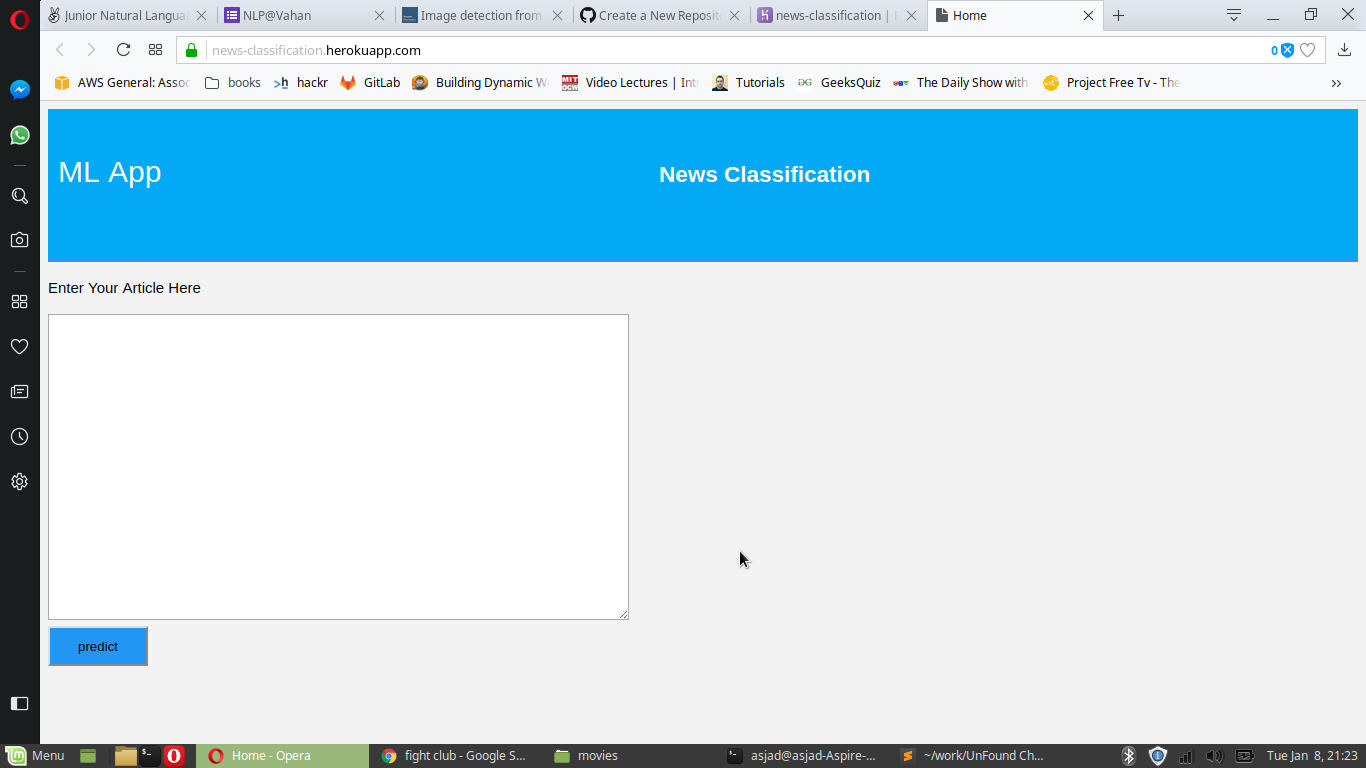 Junior Natural Langua
NLP@Vahan
Image detection from
Create a New Reposit
news-classification |
Home
news-classification.herokuapp.com
0
AWS General: Assoc
books
>h hackr
GitLab
Building Dynamic W
MIT OCW Video Lectures | Int
Tutorials
GeeksQuiz
The Daily Show with
Project Free Tv - The
ML App
News Classification
Enter Your Article Here
predict
Menu
Home - Opera
fight club - Google S...
movies
asjad@asjad-Aspire-...
~/work/UnFound Ch...
Tue Jan 8, 21:23